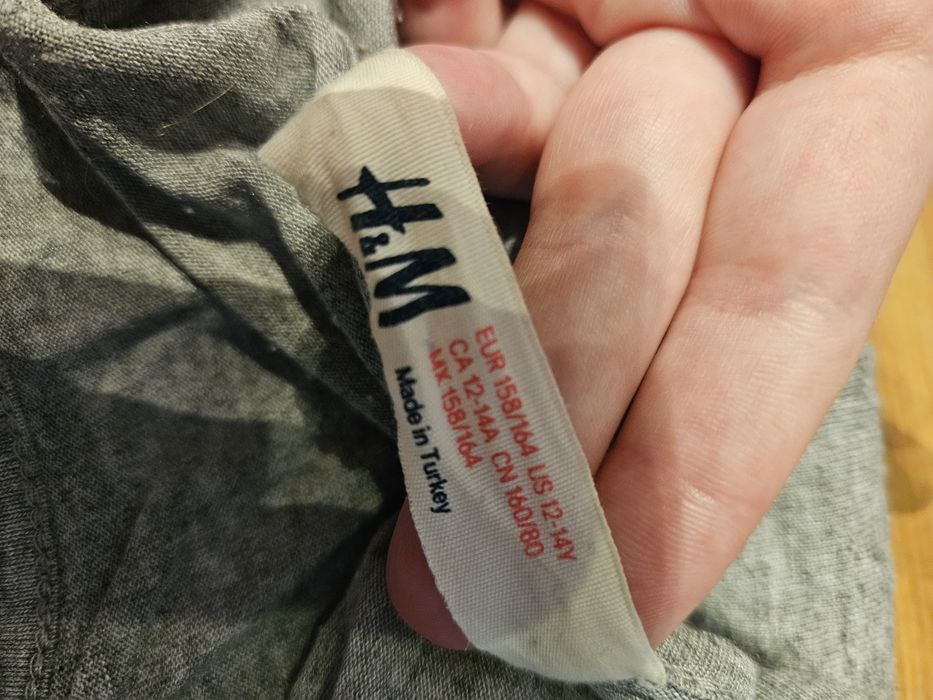 H&M
EUR 158/164 US 12-14Y
CA 12-14A CN 160/80
MX 158/164
Made in Turkey